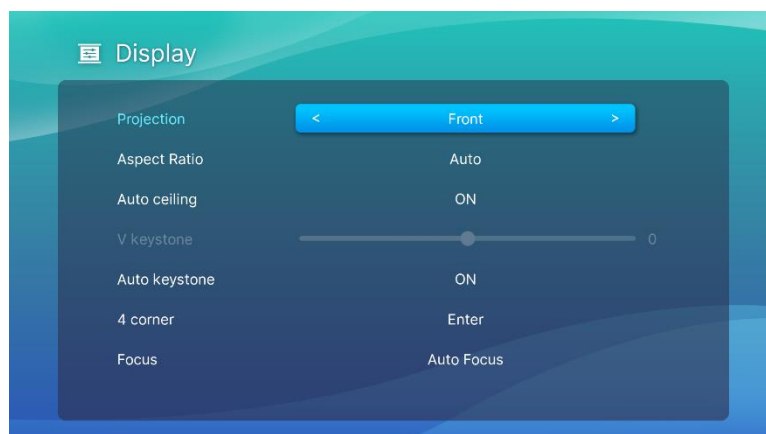 Display
Projection < Front >
Aspect Ratio Auto
Auto ceiling ON
V keystone 0
Auto keystone ON
4 corner Enter
Focus Auto Focus